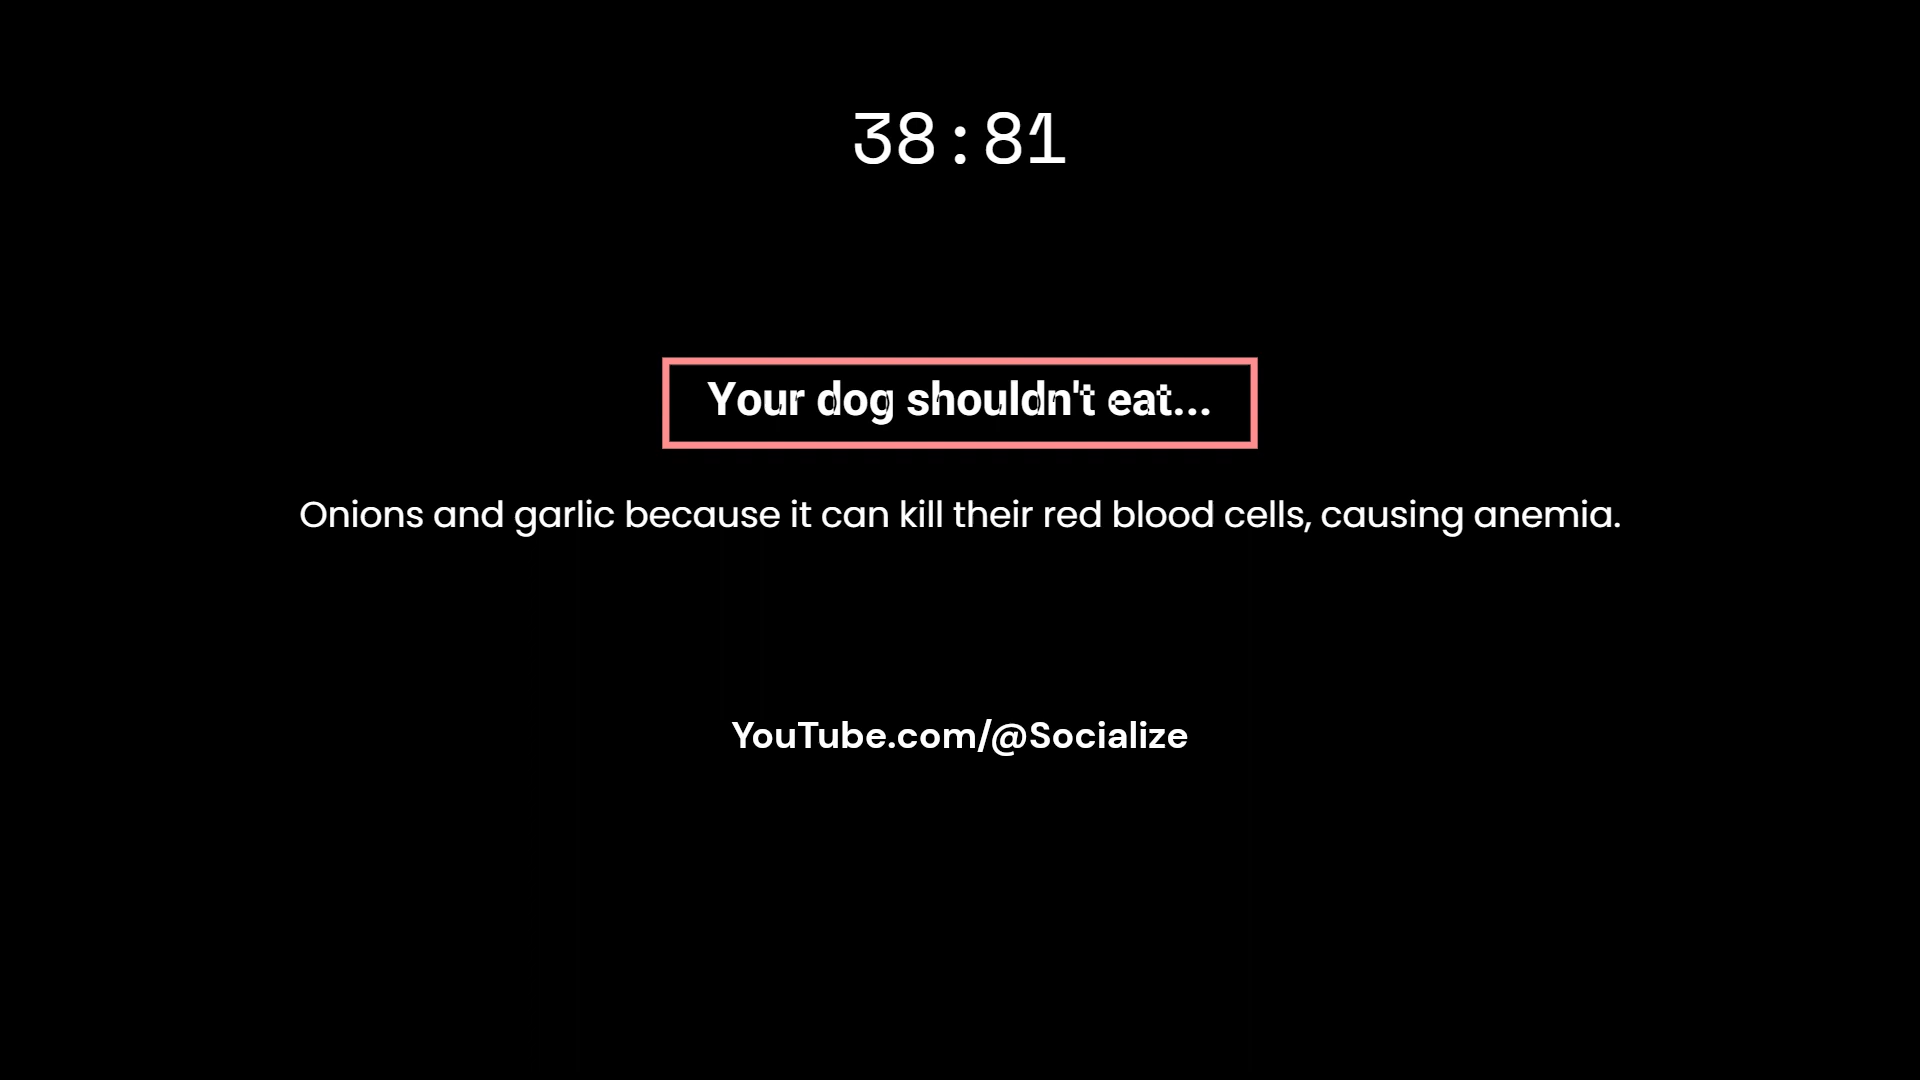 38:81
Your dog shouldn't eat...
Onions and garlic because it can kill their red blood cells, causing anemia.
YouTube.com/@Socialize